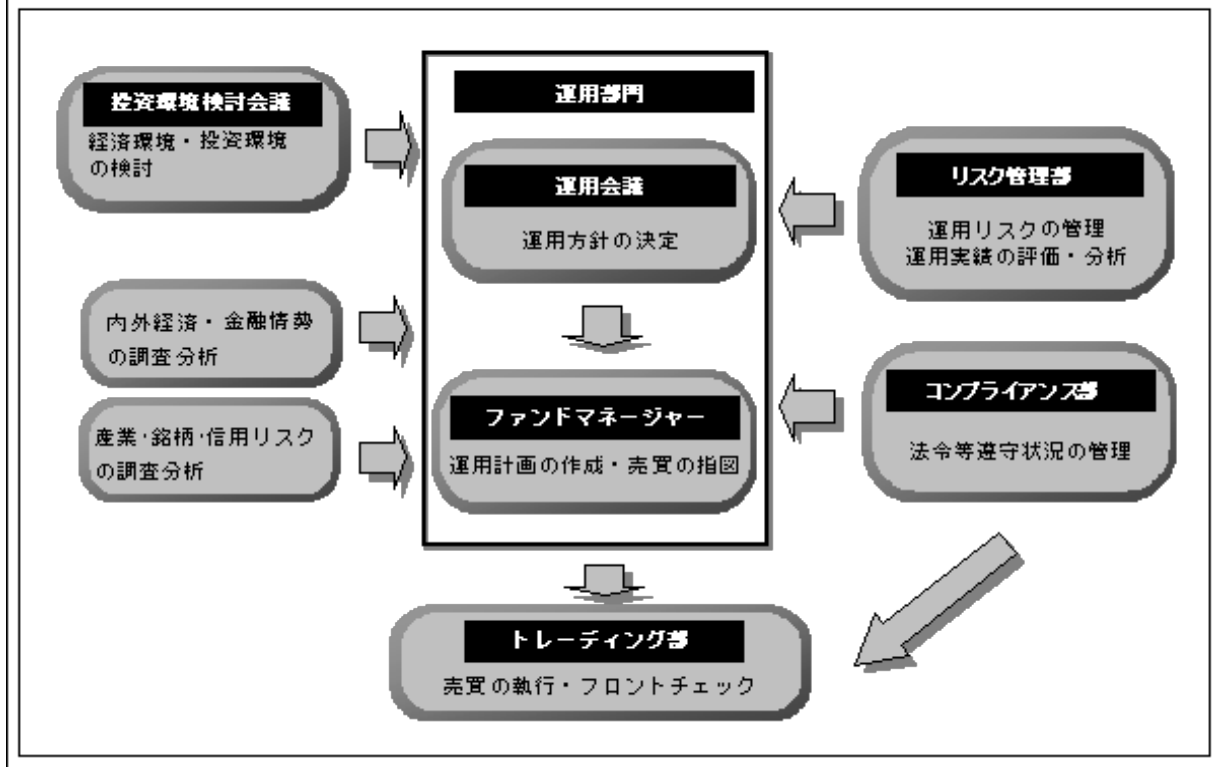 投資環境検討会議
経済環境・投資環境
の検討
運用部門
運用会議
運用方針の決定
リスク管理部
運用リスクの管理
運用実績の評価・分析
内外経済・金融情勢
の調査分析
産業・銘柄・信用リスク
の調査分析
ファンドマネージャー
運用計画の作成・売買の指図
コンプライアンス部
法令等遵守状況の管理
トレーディング部
売買の執行・フロントチェック